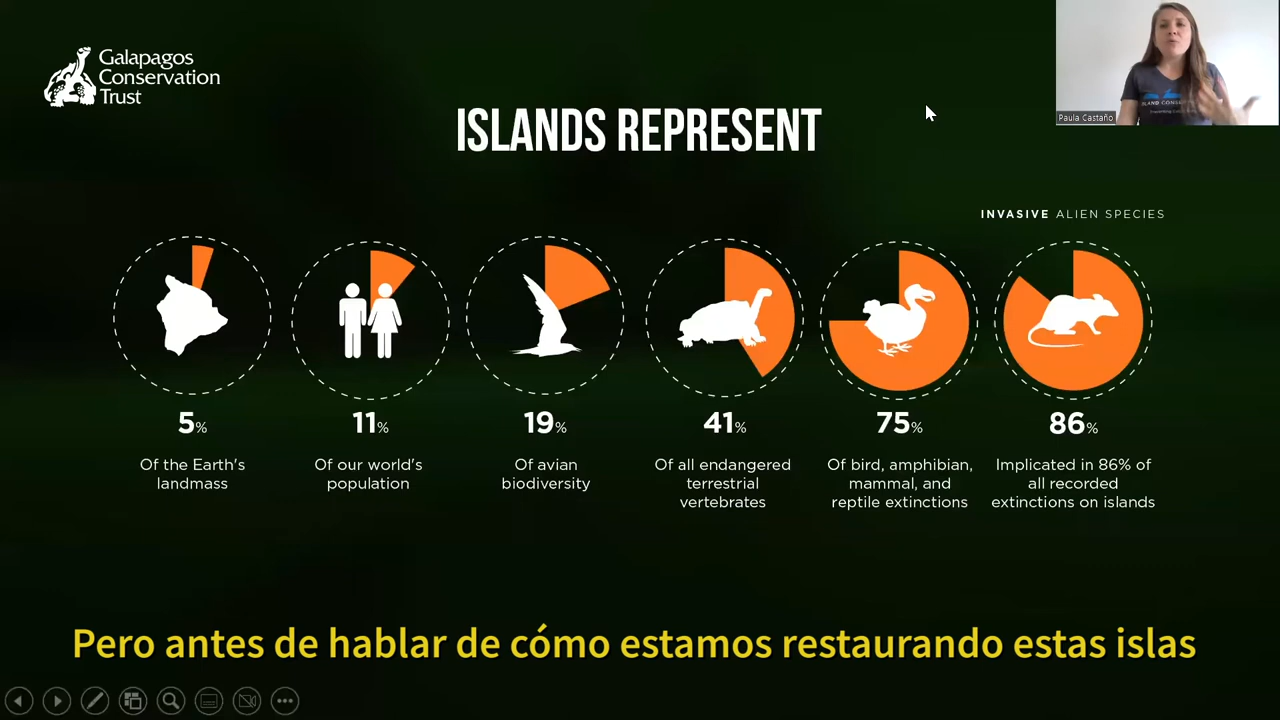 Galapagos
Conservation
Trust
ISLANDS REPRESENT
Paula Castaño
INVASIVE ALIEN SPECIES
5%
Of the Earth's
landmass
11%
Of our world's
population
19%
Of avian
biodiversity
41%
Of all endangered
terrestrial
vertebrates
75%
Of bird, amphibian,
mammal, and
reptile extinctions
86%
Implicated in 86% of
all recorded
extinctions on islands
Pero antes de hablar de cómo estamos restaurando estas islas